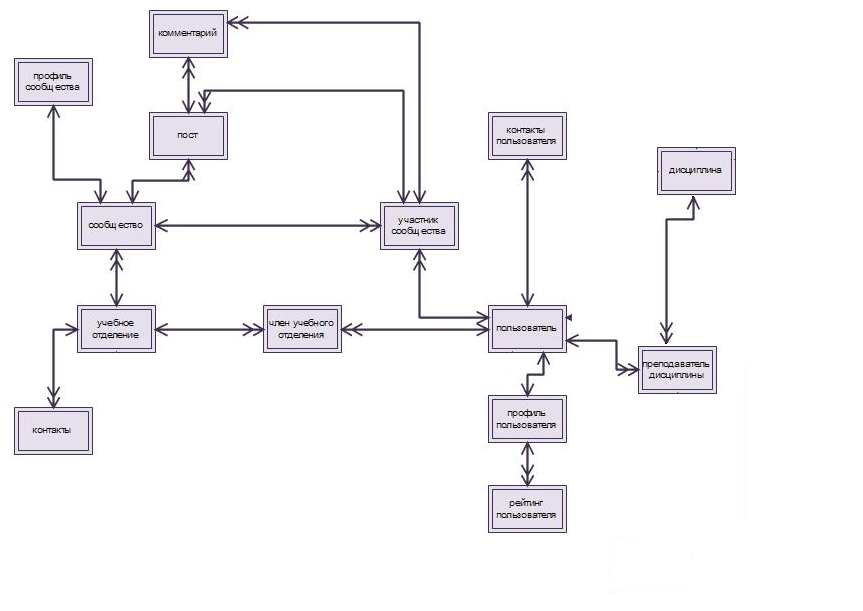 комментарий
профиль
сообщества
пост
контакты
пользователя
дисциплина
сообщество
участник
сообщества
учебное
отделение
член учебного
отделения
пользователь
преподаватель
дисциплины
контакты
профиль
пользователя
рейтинг
пользователя